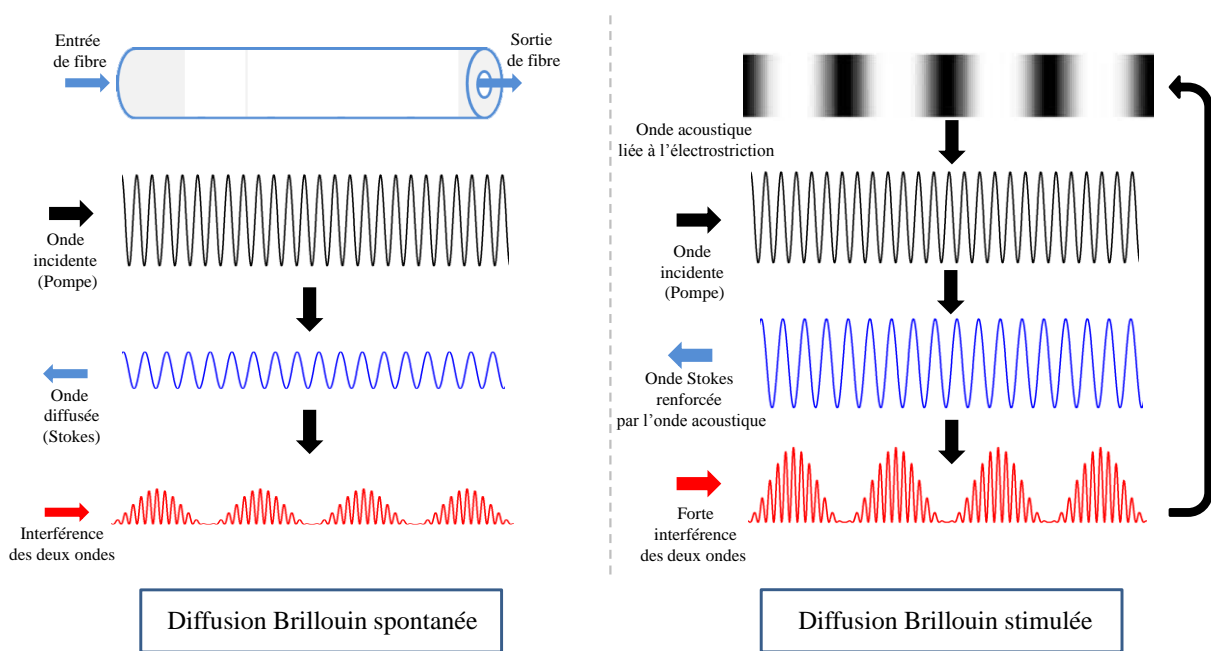 Entrée
de fibre
Sortie
de fibre
Onde
incidente
(Pompe)
Onde
diffusée
(Stokes)
Interférence
des deux ondes
Diffusion Brillouin spontanée
Onde acoustique
liée à l’électrostriction
Onde
incidente
(Pompe)
Onde Stokes
renforcée
par l’onde acoustique
Forte
interférence
des deux ondes
Diffusion Brillouin stimulée